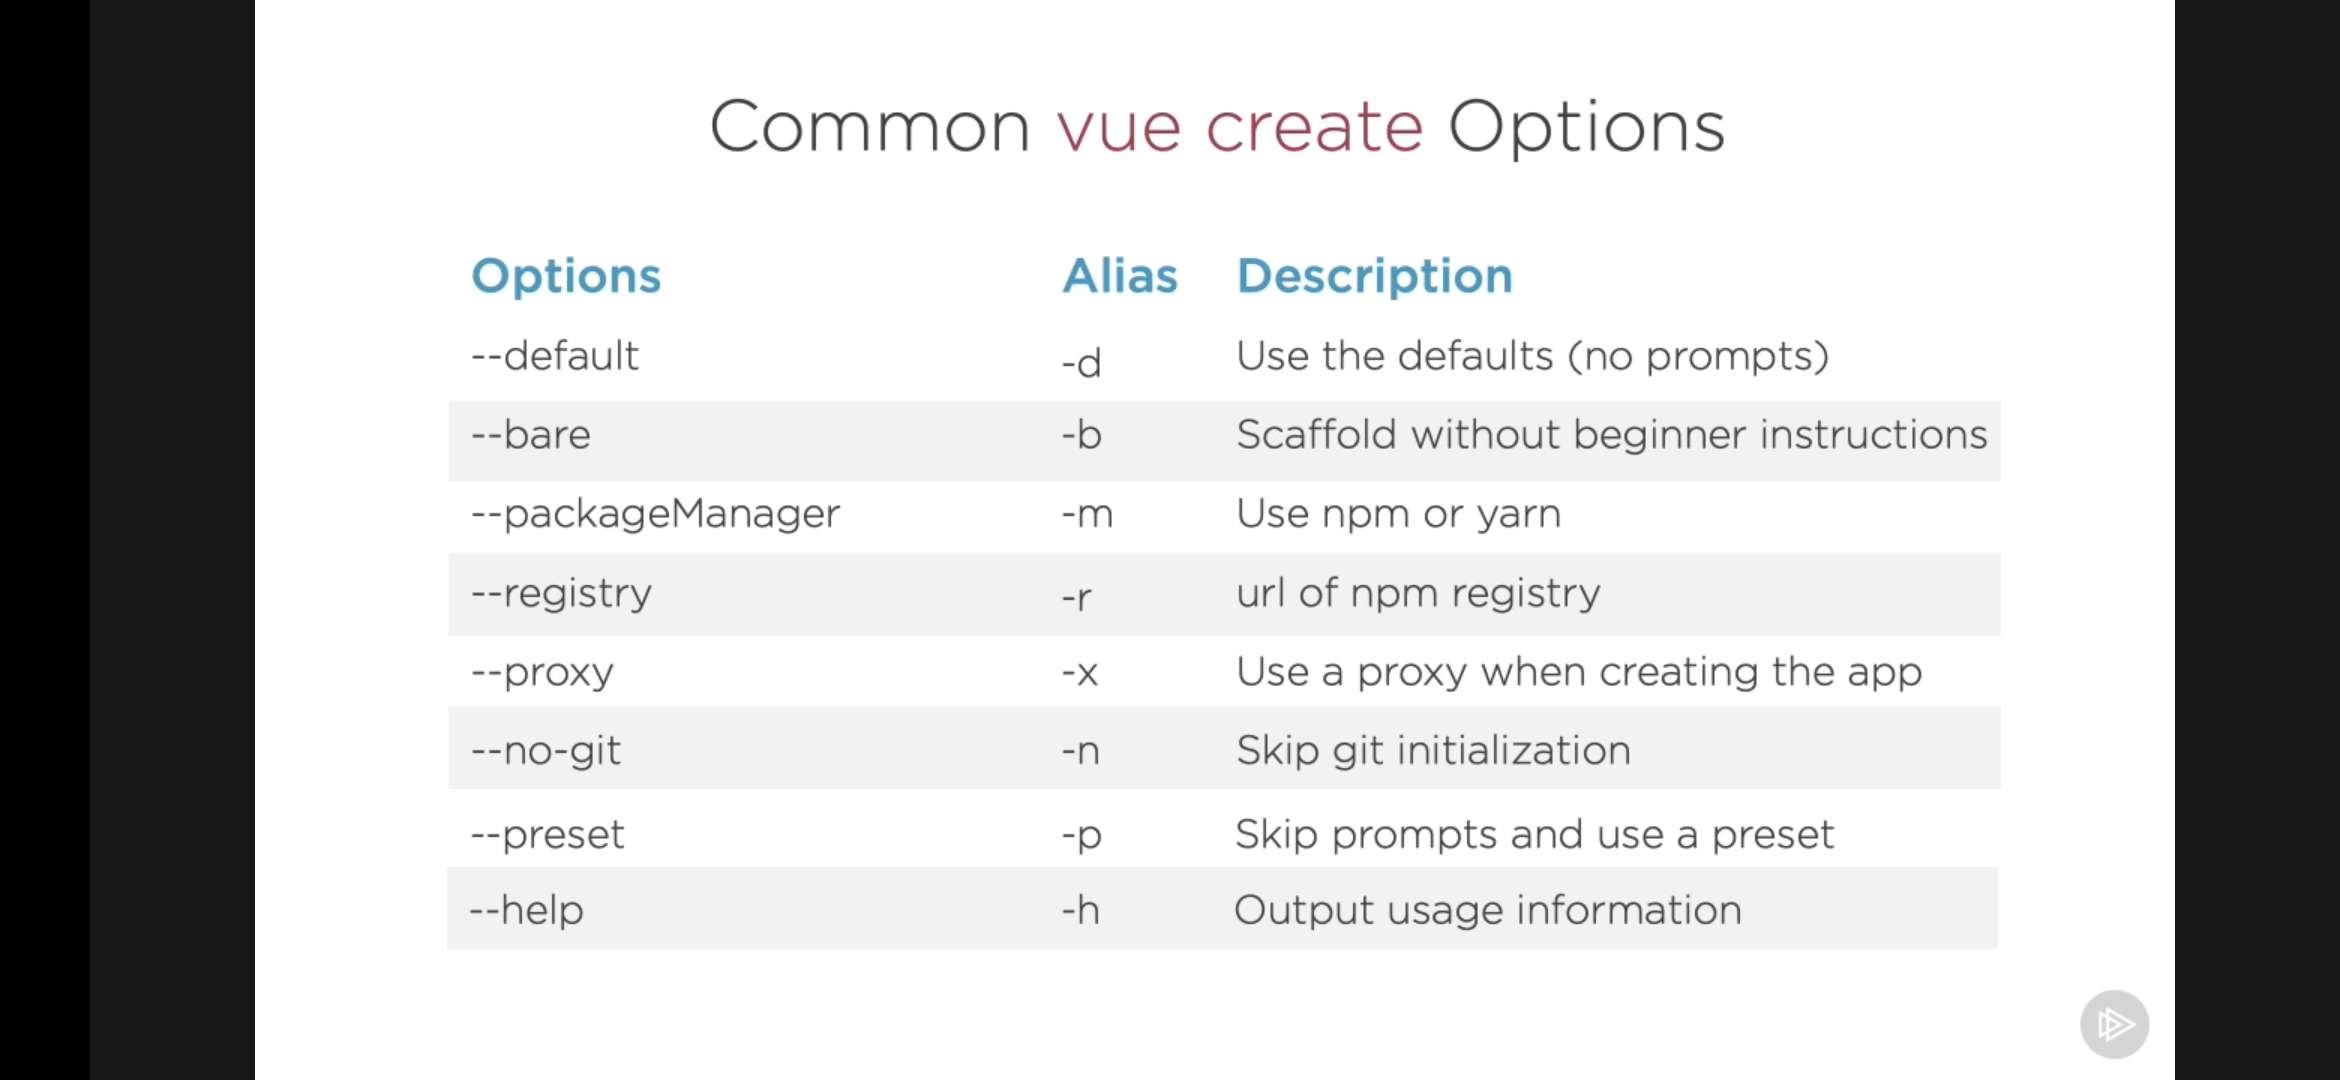 Common vue create Options
Options Alias Description
--default -d Use the defaults (no prompts)
--bare -b Scaffold without beginner instructions
--packageManager -m Use npm or yarn
--registry -r url of npm registry
--proxy -x Use a proxy when creating the app
--no-git -n Skip git initialization
--preset -p Skip prompts and use a preset
--help -h Output usage information